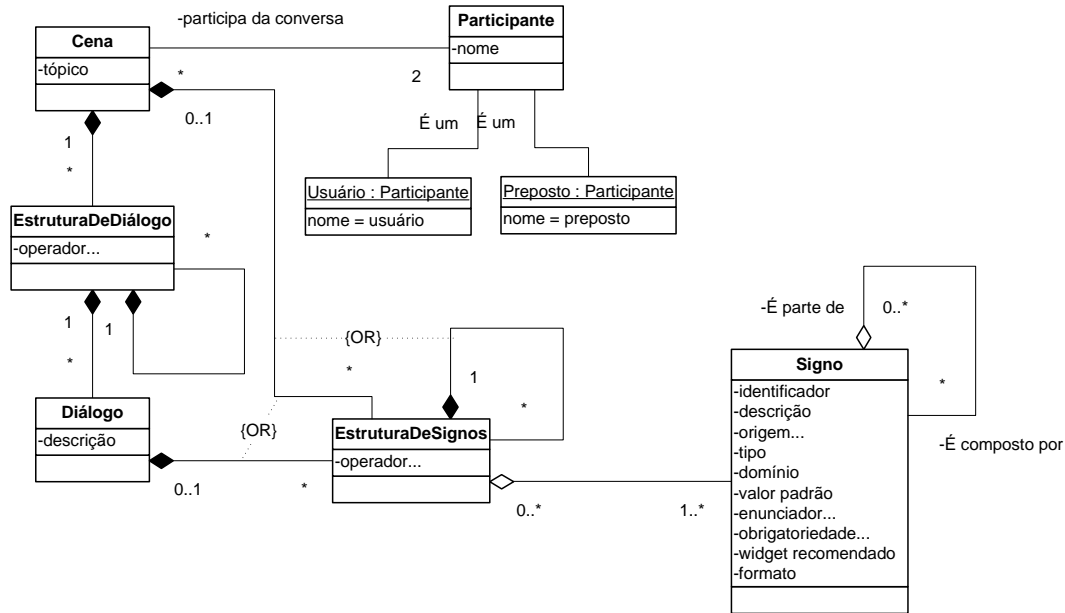 -participa da conversa
Cena
-tópico
*
0..1
Participante
-nome
2
É um
É um
Usuário : Participante
nome = usuário
Preposto : Participante
nome = preposto
1
*
EstruturaDeDiálogo
-operador...
*
1
1
*
{OR}
*
{OR}
Diálogo
-descrição
0..1
*
EstruturaDeSignos
-operador...
1
*
0..*
1..*
-É parte de
0..*
*
-É composto por
Signo
-identificador
-descrição
-origem...
-tipo
-domínio
-valor padrão
-enunciador...
-obrigatoriedade...
-widget recomendado
-formato